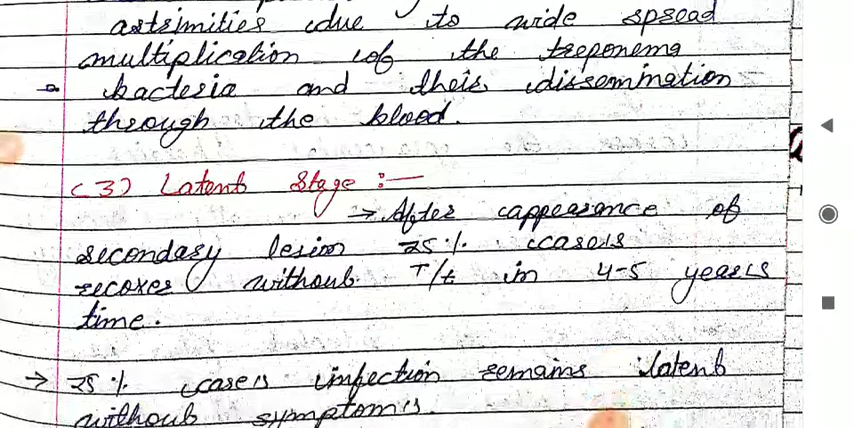 due to wide spread
multiplication of the treponema
bacteria and their dissemination
through the blood.
(3) Latent Stage :—
→ After appearance of
secondary lesion 25 %. cases
recover without T/t in 4-5 years
time.
→ 25 %. cases infection remains latent
without symptoms.